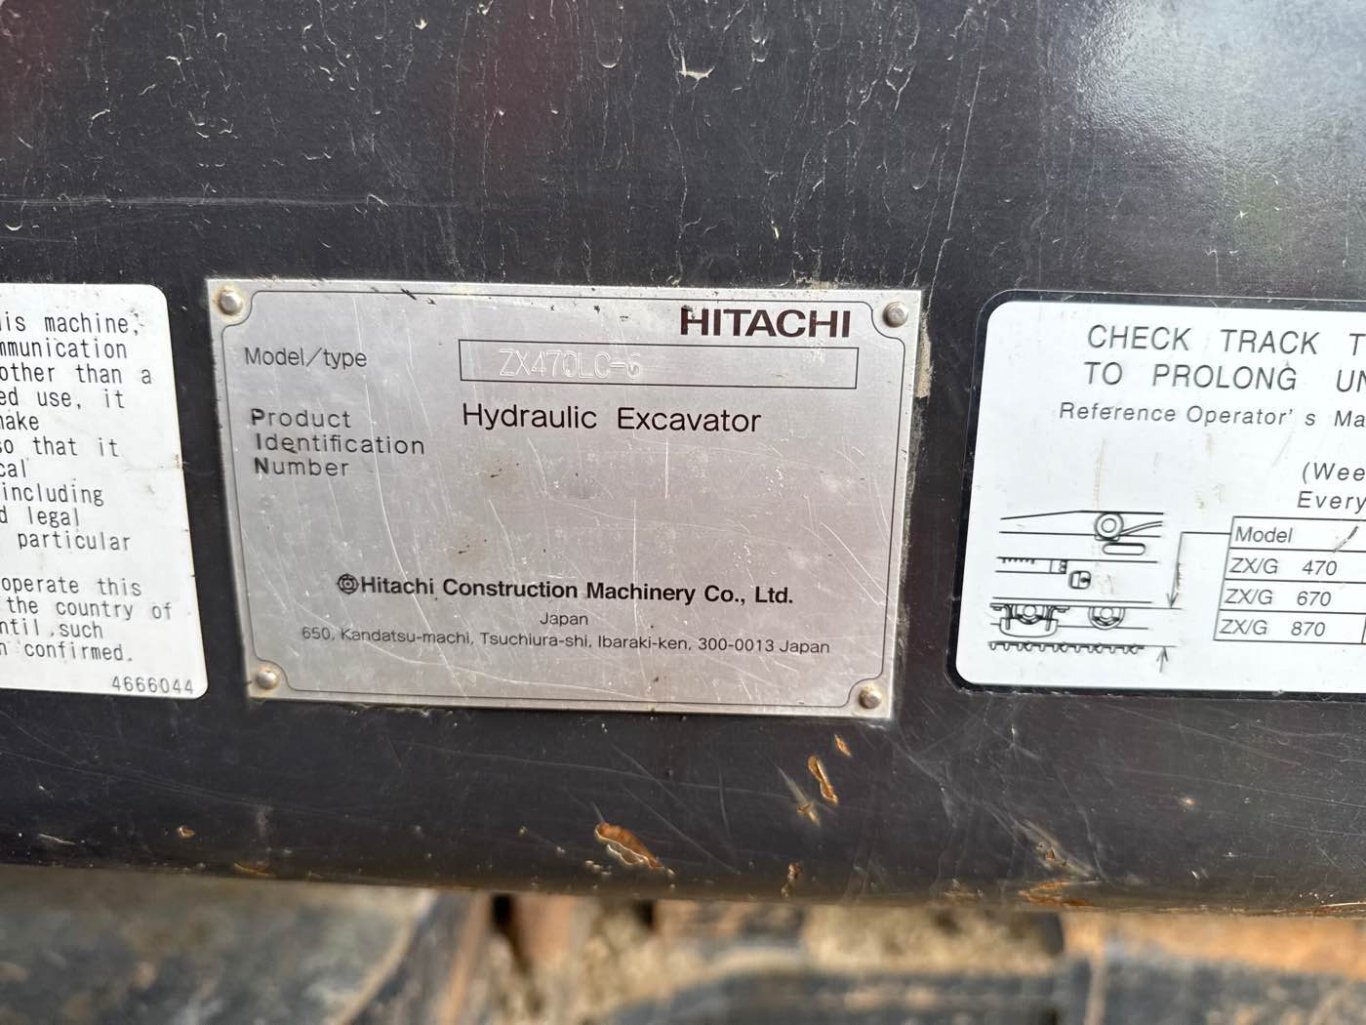 is machine,
mmunication
other than a
ed use, it
make
so that it
cal
including
d legal
particular
operate this
the country of
ntil such
n confirmed.
4666044
HITACHI
Model/type
ZX470LC-6
Hydraulic Excavator
Product
Identification
Number
Hitachi Construction Machinery Co., Ltd.
Japan
650, Kandatsu-machi, Tsuchiura-shi, Ibaraki-ken, 300-0013 Japan
CHECK TRACK T
TO PROLONG UN
Reference Operator's Ma
(Wee
Every
Model
ZX/G 470
ZX/G 670
ZX/G 870